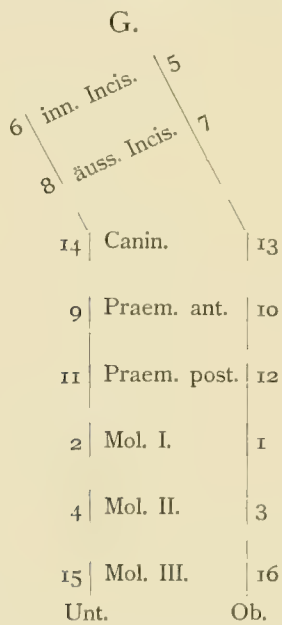 G.
6 inn. Incis. 5
8 äuss. Incis. 7
14 Canin. 13
9 Praem. ant. 10
11 Praem. post. 12
2 Mol. I. 1
4 Mol. II. 3
15 Mol. III. 16
Unt. Ob.